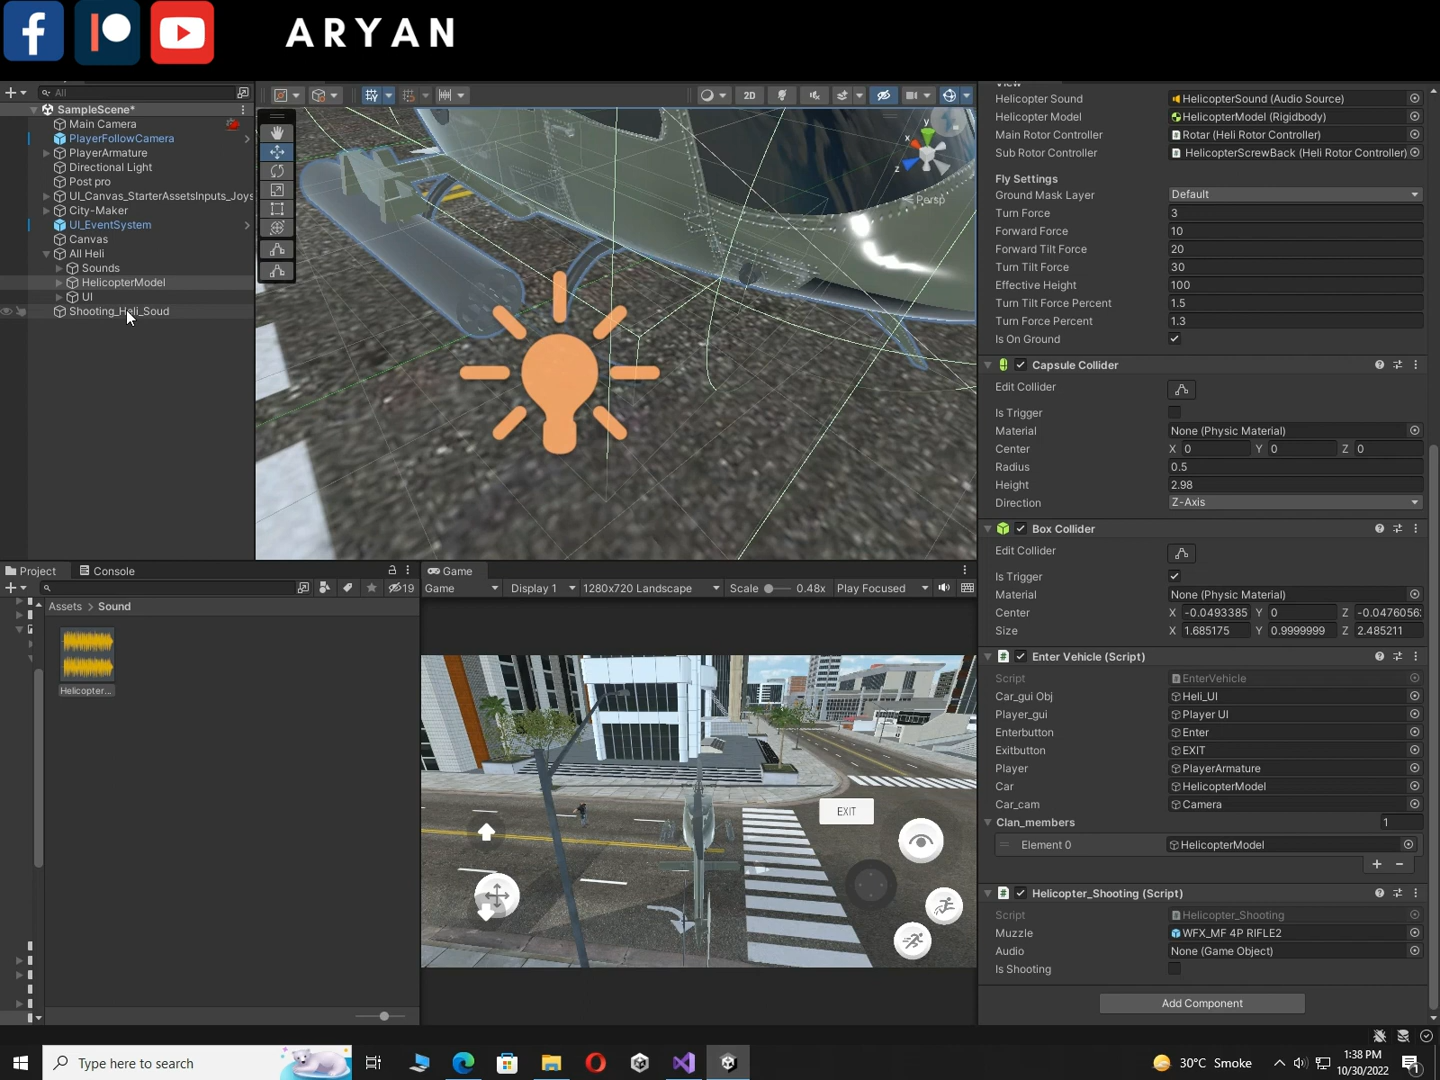 ARYAN
All
SampleScene*
Main Camera
PlayerFollowCamera
PlayerArmature
Directional Light
Post pro
UI_Canvas_StarterAssetsInputs_Joys
City-Maker
UI_EventSystem
Canvas
All Heli
Sounds
HelicopterModel
UI
Shooting_Heli_Soud
2D
y
x
z
Persp
Helicopter Sound HelicopterSound (Audio Source)
Helicopter Model HelicopterModel (Rigidbody)
Main Rotor Controller Rotar (Heli Rotor Controller)
Sub Rotor Controller HelicopterScrewBack (Heli Rotor Controller)
Fly Settings
Ground Mask Layer Default
Turn Force 3
Forward Force 10
Forward Tilt Force 20
Turn Tilt Force 30
Effective Height 100
Turn Tilt Force Percent 1.5
Turn Force Percent 1.3
Is On Ground
Capsule Collider
Edit Collider
Is Trigger
Material None (Physic Material)
Center X 0 Y 0 Z 0
Radius 0.5
Height 2.98
Direction Z-Axis
Box Collider
Edit Collider
Is Trigger
Material None (Physic Material)
Center X -0.0493385 Y 0 Z -0.0476056
Size X 1.685175 Y 0.9999999 Z 2.485211
Enter Vehicle (Script)
Script EnterVehicle
Car_gui Obj Heli_UI
Player_gui Player UI
Enterbutton Enter
Exitbutton EXIT
Player PlayerArmature
Car HelicopterModel
Car_cam Camera
Clan_members 1
Element 0 HelicopterModel
Helicopter_Shooting (Script)
Script Helicopter_Shooting
Muzzle WFX_MF 4P RIFLE2
Audio None (Game Object)
Is Shooting
Add Component
Project Console
19
Assets > Sound
Helicopter...
Game
Game Display 1 1280x720 Landscape Scale 0.48x Play Focused
EXIT
Type here to search
30°C Smoke
1:38 PM
10/30/2022
1